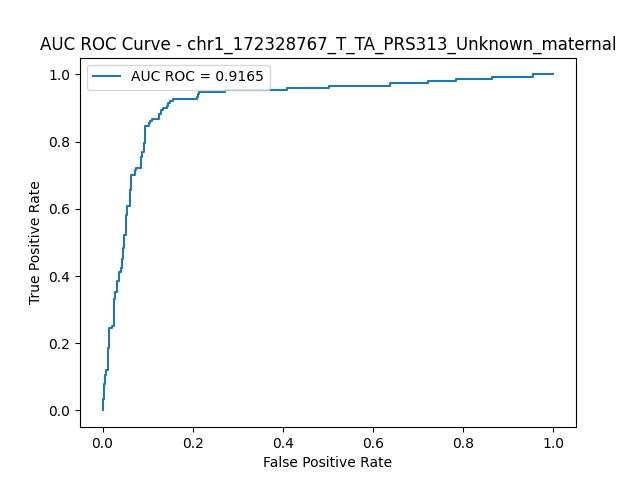 AUC ROC Curve - chr1_172328767_T_TA_PRS313_Unknown_maternal
AUC ROC = 0.9165
1.0
0.8
0.6
0.4
0.2
0.0
True Positive Rate
0.0 0.2 0.4 0.6 0.8 1.0
False Positive Rate